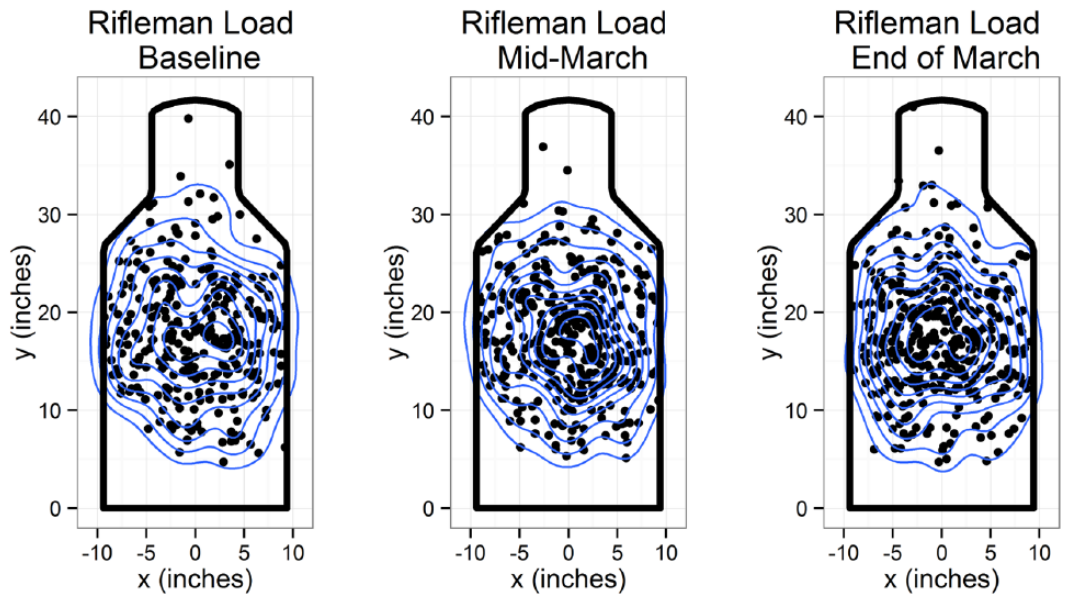 Rifleman Load
Baseline
40
30
20
10
0
y (inches)
-10 -5 0 5 10
x (inches)
Rifleman Load
Mid-March
40
30
20
10
0
y (inches)
-10 -5 0 5 10
x (inches)
Rifleman Load
End of March
40
30
20
10
0
y (inches)
-10 -5 0 5 10
x (inches)